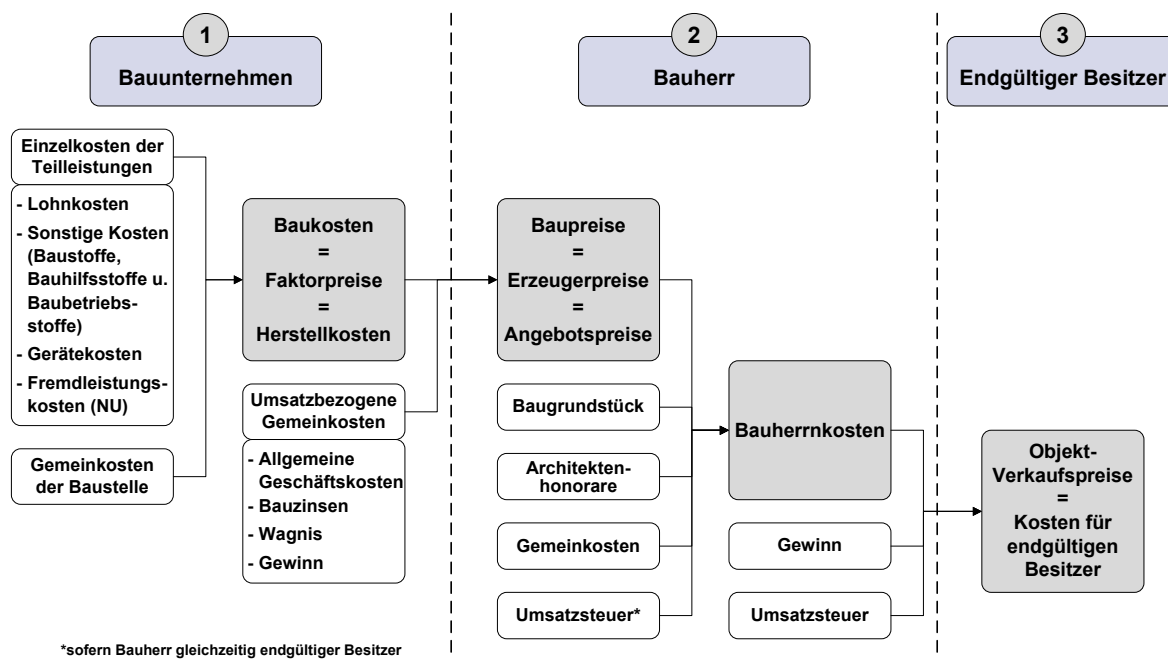 1
Bauunternehmen
2
Bauherr
3
Endgültiger Besitzer
Einzelkosten der
Teilleistungen
- Lohnkosten
- Sonstige Kosten
(Baustoffe,
Bauhilfsstoffe u.
Baubetriebs-
stoffe)
- Gerätekosten
- Fremdleistungs-
kosten (NU)
Gemeinkosten
der Baustelle
Baukosten
=
Faktorpreise
=
Herstellkosten
Umsatzbezogene
Gemeinkosten
- Allgemeine
Geschäftskosten
- Bauzinsen
- Wagnis
- Gewinn
Baupreise
=
Erzeugerpreise
=
Angebotspreise
Baugrundstück
Architekten-
honorare
Gemeinkosten
Umsatzsteuer*
Bauherrnkosten
Gewinn
Umsatzsteuer
Objekt-
Verkaufspreise
=
Kosten für
endgültigen
Besitzer
*sofern Bauherr gleichzeitig endgültiger Besitzer